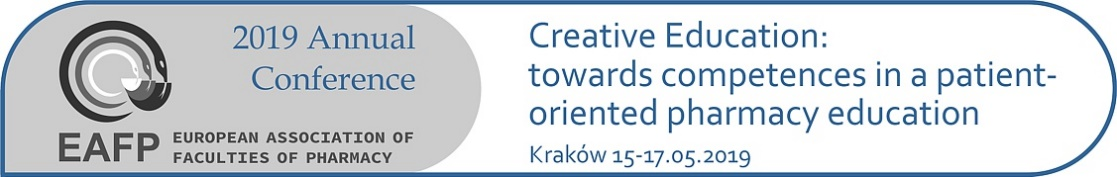 2019 Annual
Conference
EAFP
EUROPEAN ASSOCIATION OF
FACULTIES OF PHARMACY
Creative Education:
towards competences in a patient-
oriented pharmacy education
Kraków 15-17.05.2019